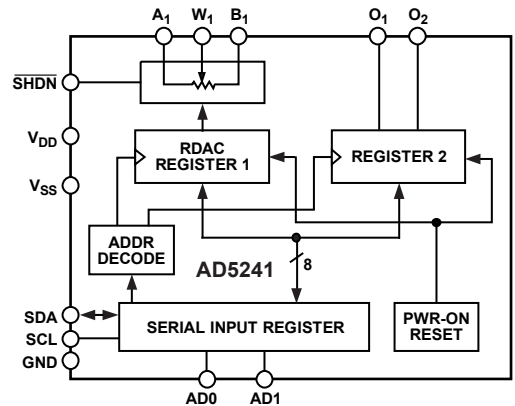 A1 W1 B1 O1 O2
SHDN
VDD
RDAC
REGISTER 1
REGISTER 2
VSS
ADDR
DECODE
AD5241
8
SDA
SERIAL INPUT REGISTER
PWR-ON
RESET
SCL
GND
AD0 AD1